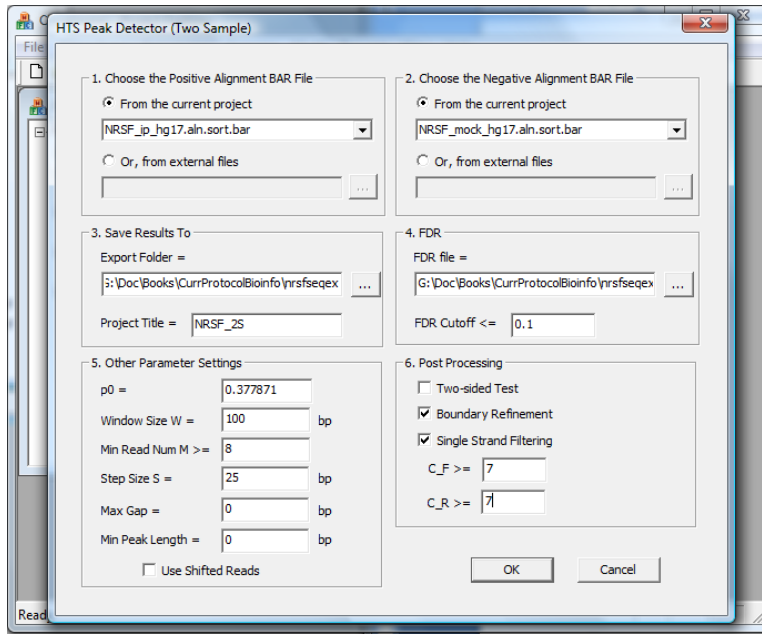 HTS Peak Detector (Two Sample)
File
1. Choose the Positive Alignment BAR File
From the current project
NRSF_ip_hg17.aln.sort.bar
Or, from external files
...
2. Choose the Negative Alignment BAR File
From the current project
NRSF_mock_hg17.aln.sort.bar
Or, from external files
...
3. Save Results To
Export Folder =
G:\Doc\Books\CurrProtocolBioinfo\nrsfseqex
...
Project Title = NRSF_2S
4. FDR
FDR file =
G:\Doc\Books\CurrProtocolBioinfo\nrsfseqex
...
FDR Cutoff <= 0.1
5. Other Parameter Settings
p0 = 0.377871
Window Size W = 100 bp
Min Read Num M >= 8
Step Size S = 25 bp
Max Gap = 0 bp
Min Peak Length = 0 bp
Use Shifted Reads
6. Post Processing
Two-sided Test
Boundary Refinement
Single Strand Filtering
C_F >= 7
C_R >= 7
OK
Cancel
Read